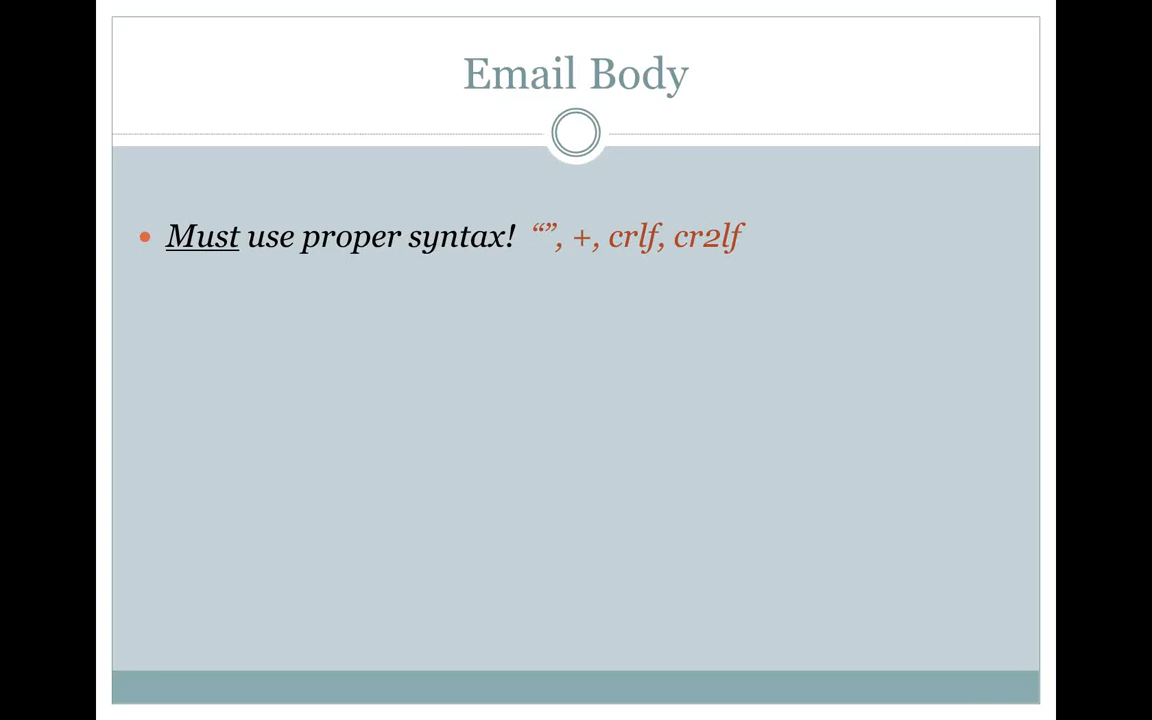 Email Body
• Must use proper syntax! “”, +, crlf, cr2lf